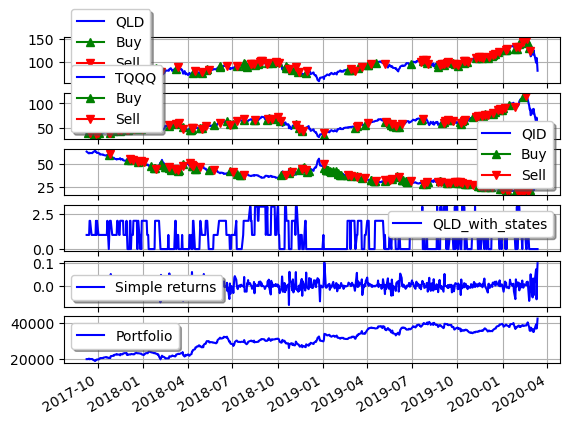 QLD
Buy
Sell
150
100
TQQQ
Buy
Sell
100
50
QID
Buy
Sell
50
25
QLD_with_states
2.5
0.0
Simple returns
0.1
0.0
Portfolio
40000
20000
2017-10
2018-01
2018-04
2018-07
2018-10
2019-01
2019-04
2019-07
2019-10
2020-01
2020-04